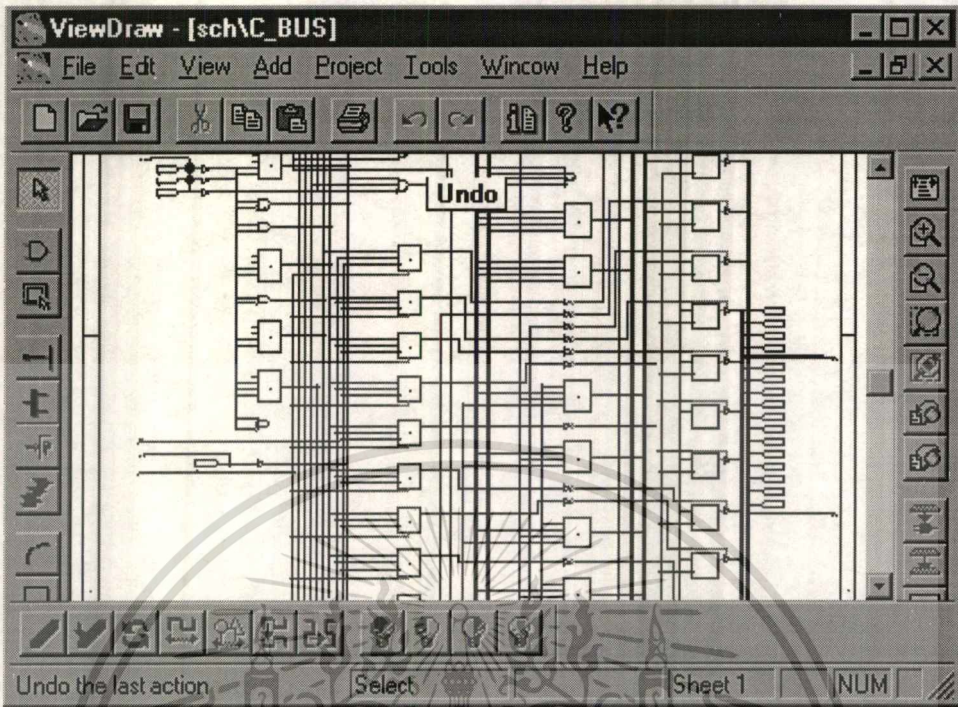 ViewDraw - [sch\C_BUS]
File Edit View Add Project Tools Wincow Help
Undo
Undo the last action Select Sheet 1 NUM